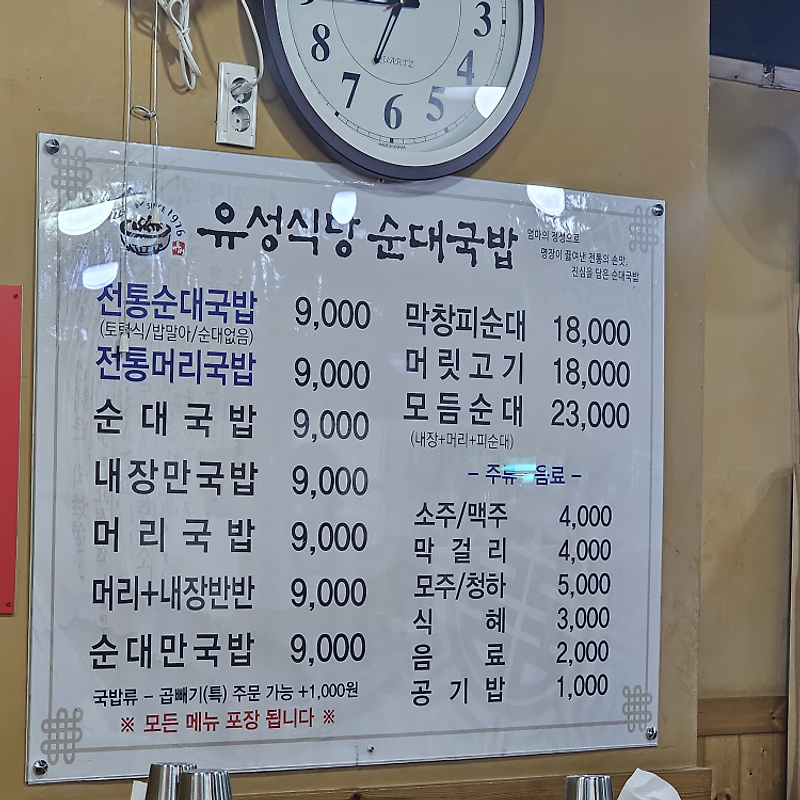 3
8
4
7
5
6
QUARTZ
SINCE 1976
유성식당 순대국밥
엄마의 정성으로
명장이 끓여낸 전통의 손맛.
진심을 담은 순대국밥
전통순대국밥 9,000
(토렴식/밥말아/순대없음)
전통머리국밥 9,000
순대국밥 9,000
내장만국밥 9,000
머리국밥 9,000
머리+내장반반 9,000
순대만국밥 9,000
국밥류 - 곱빼기(특) 주문 가능 +1,000원
※ 모든 메뉴 포장 됩니다 ※
막창피순대 18,000
머릿고기 18,000
모듬순대 23,000
(내장+머리+피순대)
- 주류·음료 -
소주/맥주 4,000
막걸리 4,000
모주/청하 5,000
식혜 3,000
음료 2,000
공기밥 1,000